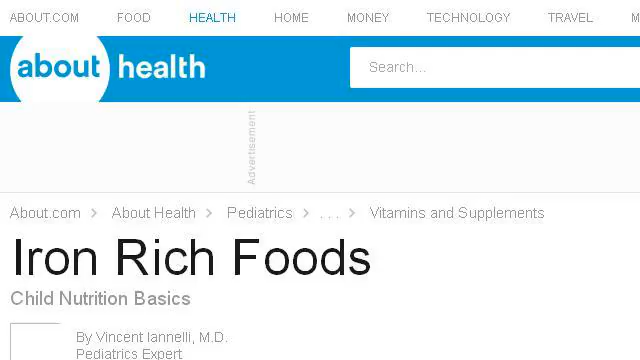 ABOUT.COM FOOD HEALTH HOME MONEY TECHNOLOGY TRAVEL M
about health Search...
Advertisement
About.com > About Health > Pediatrics > ... > Vitamins and Supplements
Iron Rich Foods
Child Nutrition Basics
By Vincent Iannelli, M.D.
Pediatrics Expert